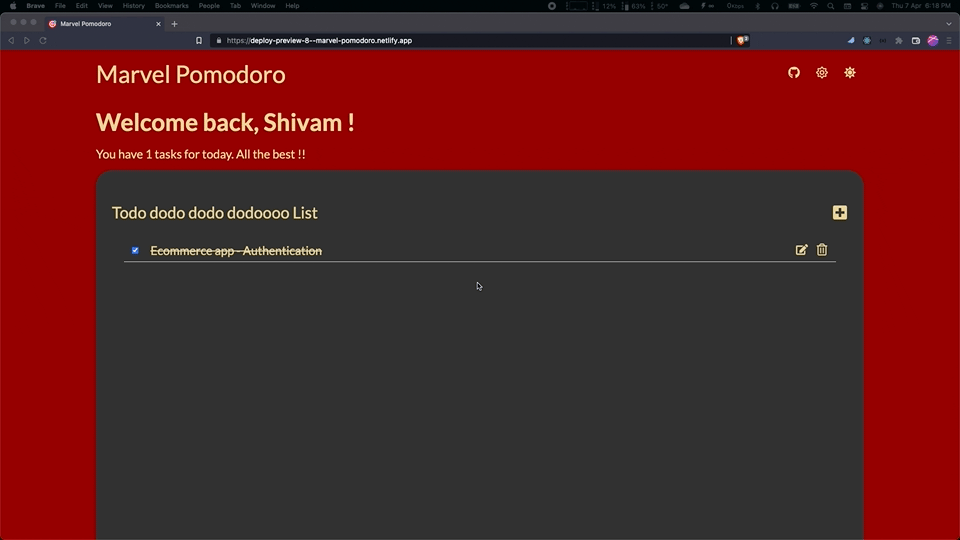 Brave File Edit View History Bookmarks People Tab Window Help 12% 63% 50° Thu 7 Apr 6:18 PM
Marvel Pomodoro
https://deploy-preview-8--marvel-pomodoro.netlify.app
Marvel Pomodoro
Welcome back, Shivam !
You have 1 tasks for today. All the best !!
Todo dodo dodo dodoooo List
Ecommerce app - Authentication